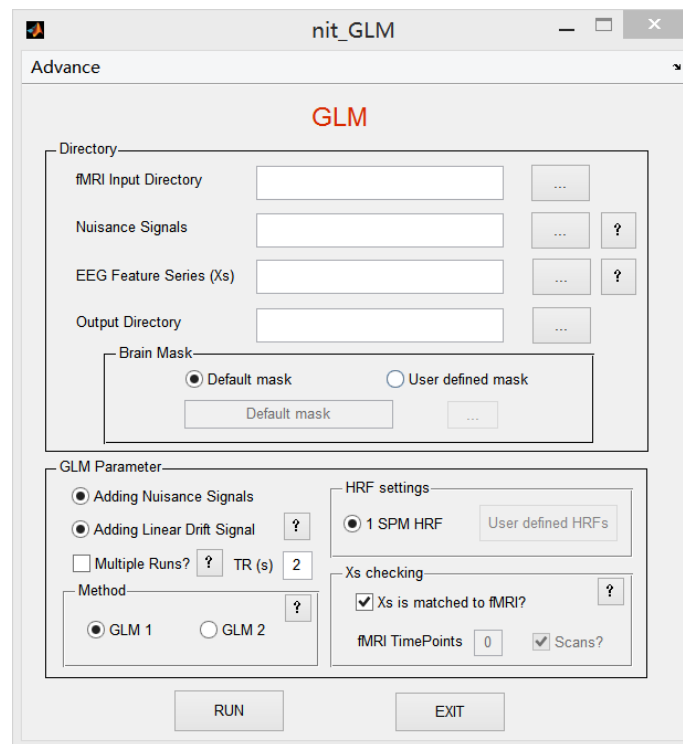 nit_GLM
Advance
GLM
Directory
fMRI Input Directory ...
Nuisance Signals ... ?
EEG Feature Series (Xs) ... ?
Output Directory ...
Brain Mask
Default mask User defined mask
Default mask ...
GLM Parameter
Adding Nuisance Signals
Adding Linear Drift Signal ?
Multiple Runs? ? TR (s) 2
Method
?
GLM 1 GLM 2
HRF settings
1 SPM HRF User defined HRFs
Xs checking
?
Xs is matched to fMRI?
fMRI TimePoints 0 Scans?
RUN EXIT